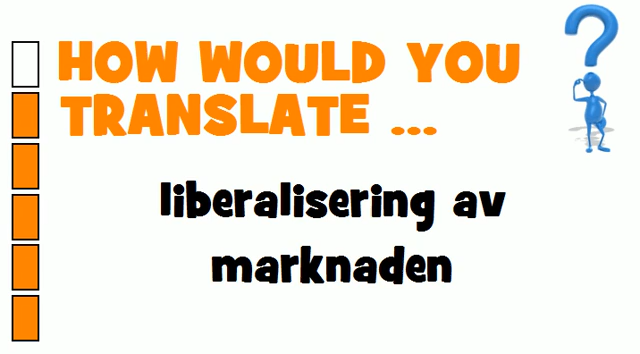 HOW WOULD YOU
TRANSLATE ...
liberalisering av
marknaden